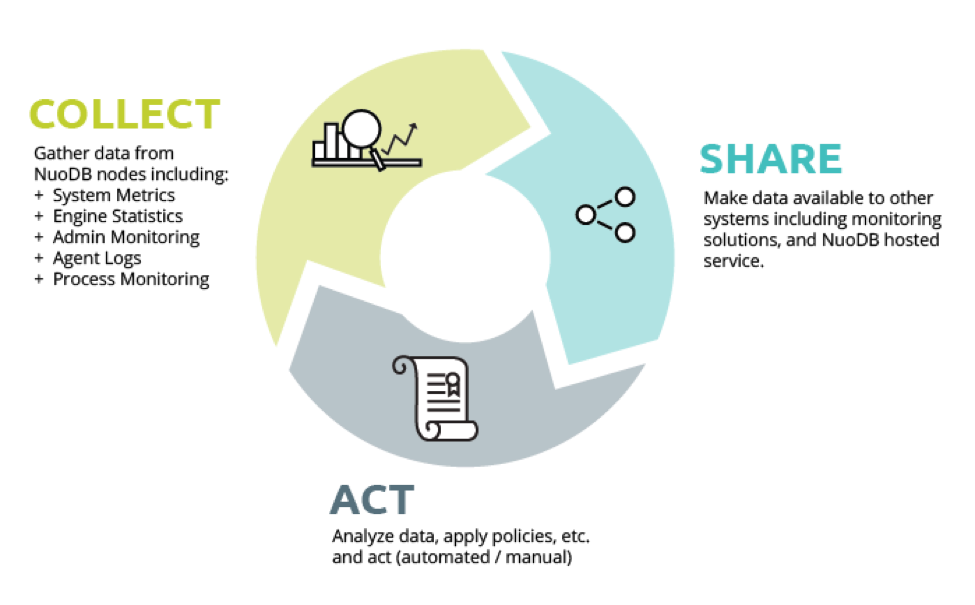 COLLECT
Gather data from
NuoDB nodes including:
+ System Metrics
+ Engine Statistics
+ Admin Monitoring
+ Agent Logs
+ Process Monitoring
SHARE
Make data available to other
systems including monitoring
solutions, and NuoDB hosted
service.
ACT
Analyze data, apply policies, etc.
and act (automated / manual)